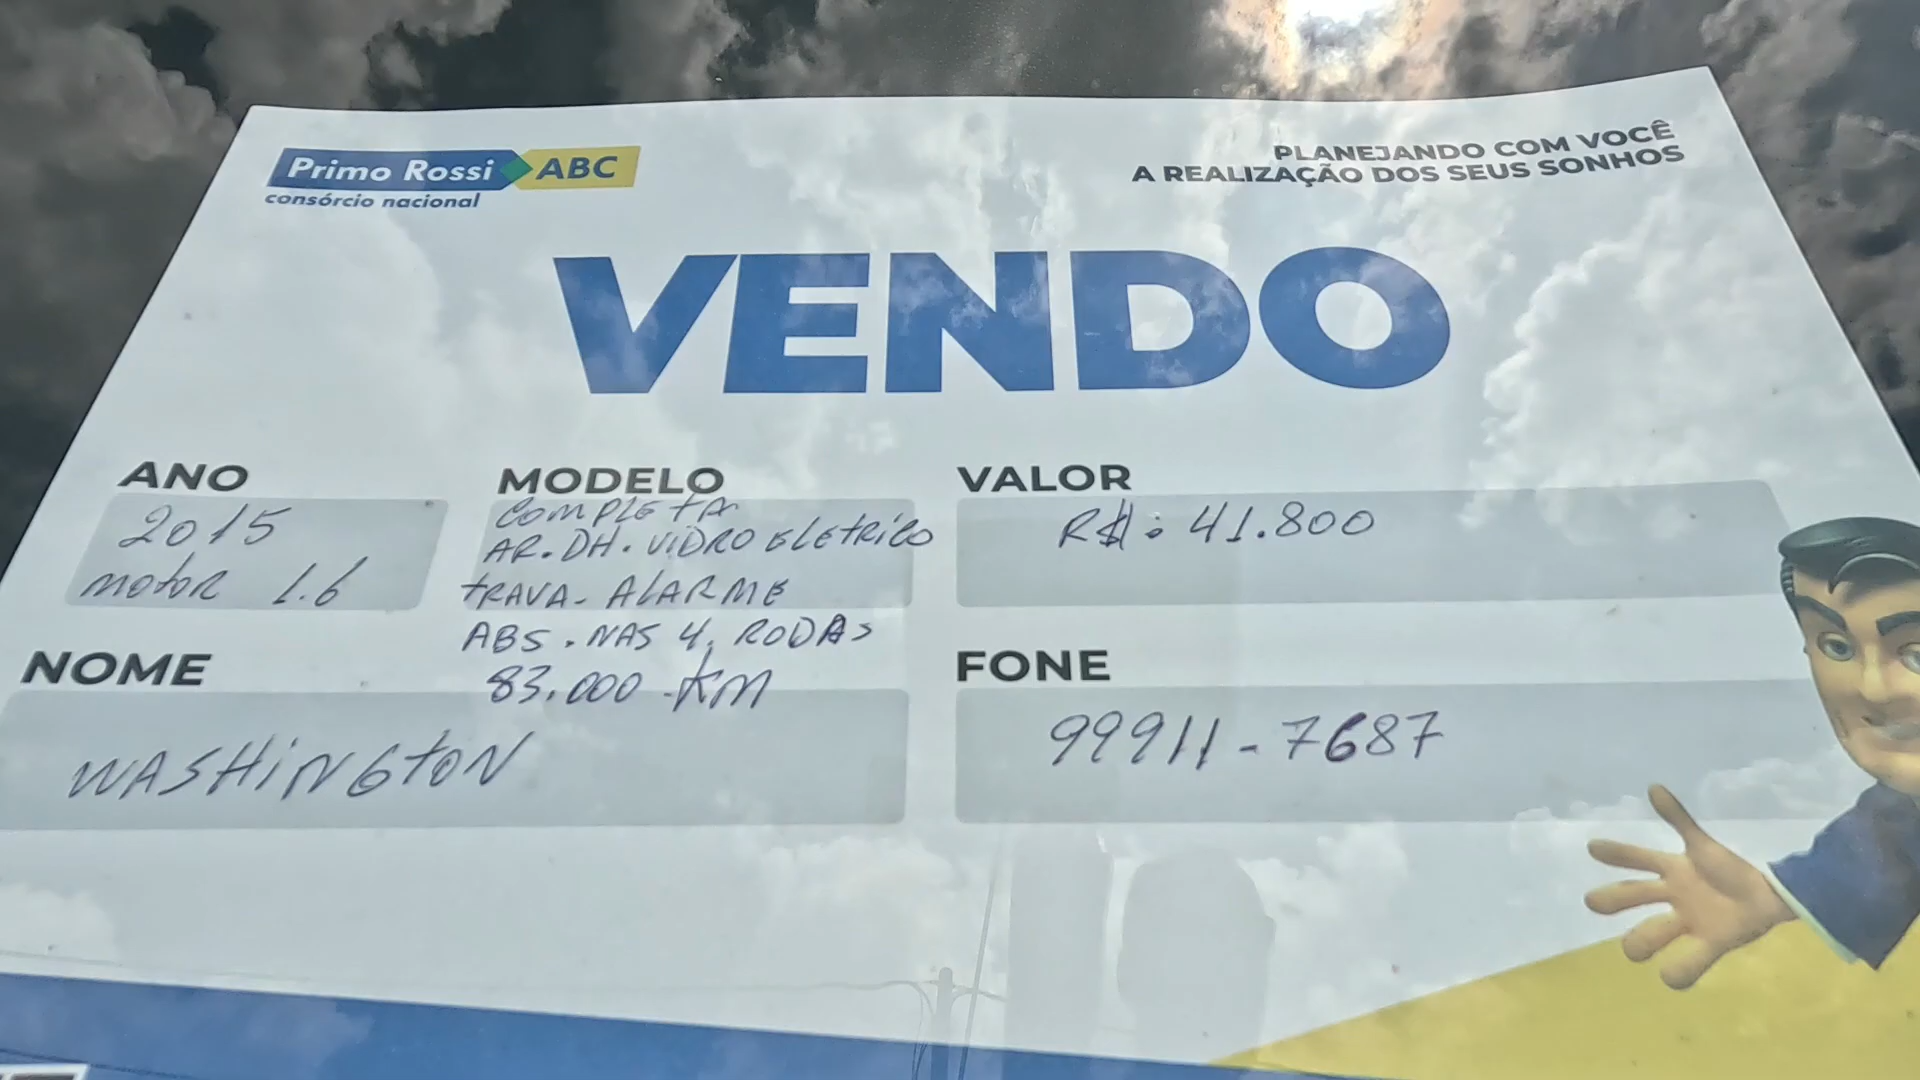 Primo Rossi ABC
consórcio nacional
PLANEJANDO COM VOCÊ
A REALIZAÇÃO DOS SEUS SONHOS
VENDO
ANO
2015
motor 1.6
MODELO
COMPLETA
AR. DH. VIDRO ELETRICO
TRAVA. ALARME
ABS. NAS 4. RODAS
83.000 KM
VALOR
R$: 41.800
NOME
WASHINGTON
FONE
99911-7687